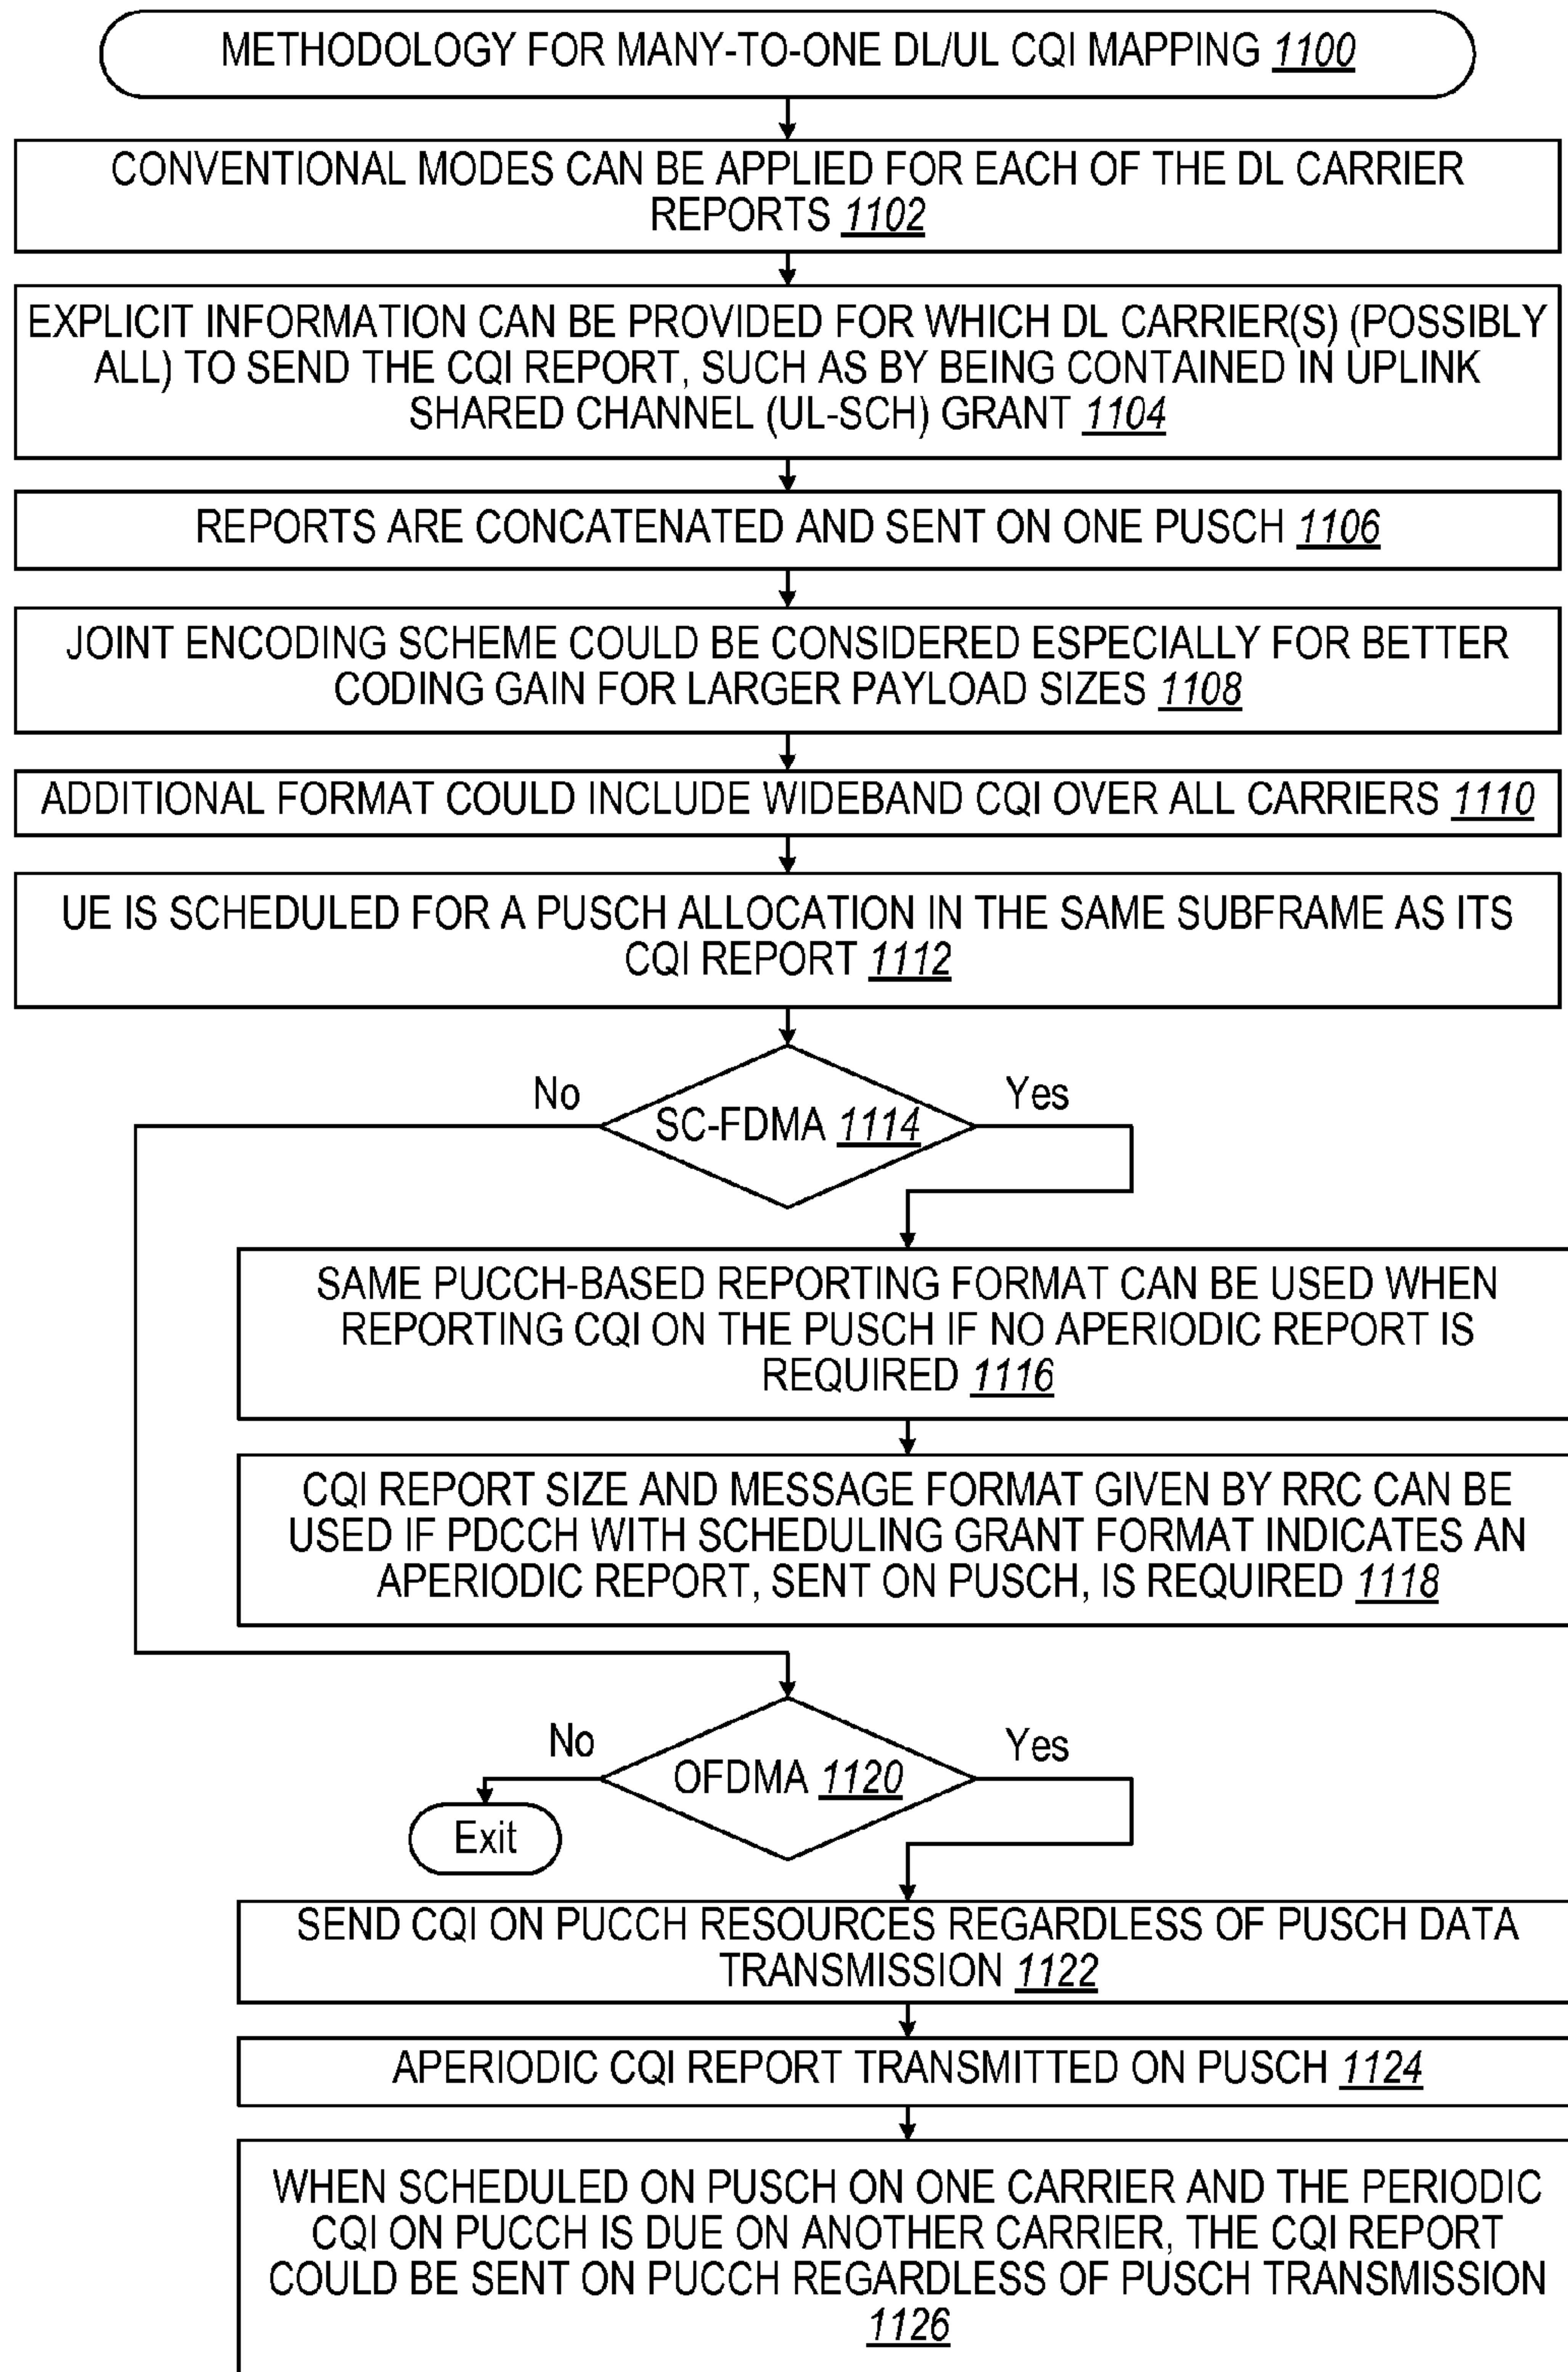 METHODOLOGY FOR MANY-TO-ONE DL/UL CQI MAPPING 1100
CONVENTIONAL MODES CAN BE APPLIED FOR EACH OF THE DL CARRIER
REPORTS 1102
EXPLICIT INFORMATION CAN BE PROVIDED FOR WHICH DL CARRIER(S) (POSSIBLY
ALL) TO SEND THE CQI REPORT, SUCH AS BY BEING CONTAINED IN UPLINK
SHARED CHANNEL (UL-SCH) GRANT 1104
REPORTS ARE CONCATENATED AND SENT ON ONE PUSCH 1106
JOINT ENCODING SCHEME COULD BE CONSIDERED ESPECIALLY FOR BETTER
CODING GAIN FOR LARGER PAYLOAD SIZES 1108
ADDITIONAL FORMAT COULD INCLUDE WIDEBAND CQI OVER ALL CARRIERS 1110
UE IS SCHEDULED FOR A PUSCH ALLOCATION IN THE SAME SUBFRAME AS ITS
CQI REPORT 1112
No
Yes
SC-FDMA 1114
SAME PUCCH-BASED REPORTING FORMAT CAN BE USED WHEN
REPORTING CQI ON THE PUSCH IF NO APERIODIC REPORT IS
REQUIRED 1116
CQI REPORT SIZE AND MESSAGE FORMAT GIVEN BY RRC CAN BE
USED IF PDCCH WITH SCHEDULING GRANT FORMAT INDICATES AN
APERIODIC REPORT, SENT ON PUSCH, IS REQUIRED 1118
No
Yes
OFDMA 1120
Exit
SEND CQI ON PUCCH RESOURCES REGARDLESS OF PUSCH DATA
TRANSMISSION 1122
APERIODIC CQI REPORT TRANSMITTED ON PUSCH 1124
WHEN SCHEDULED ON PUSCH ON ONE CARRIER AND THE PERIODIC
CQI ON PUCCH IS DUE ON ANOTHER CARRIER, THE CQI REPORT
COULD BE SENT ON PUCCH REGARDLESS OF PUSCH TRANSMISSION
1126